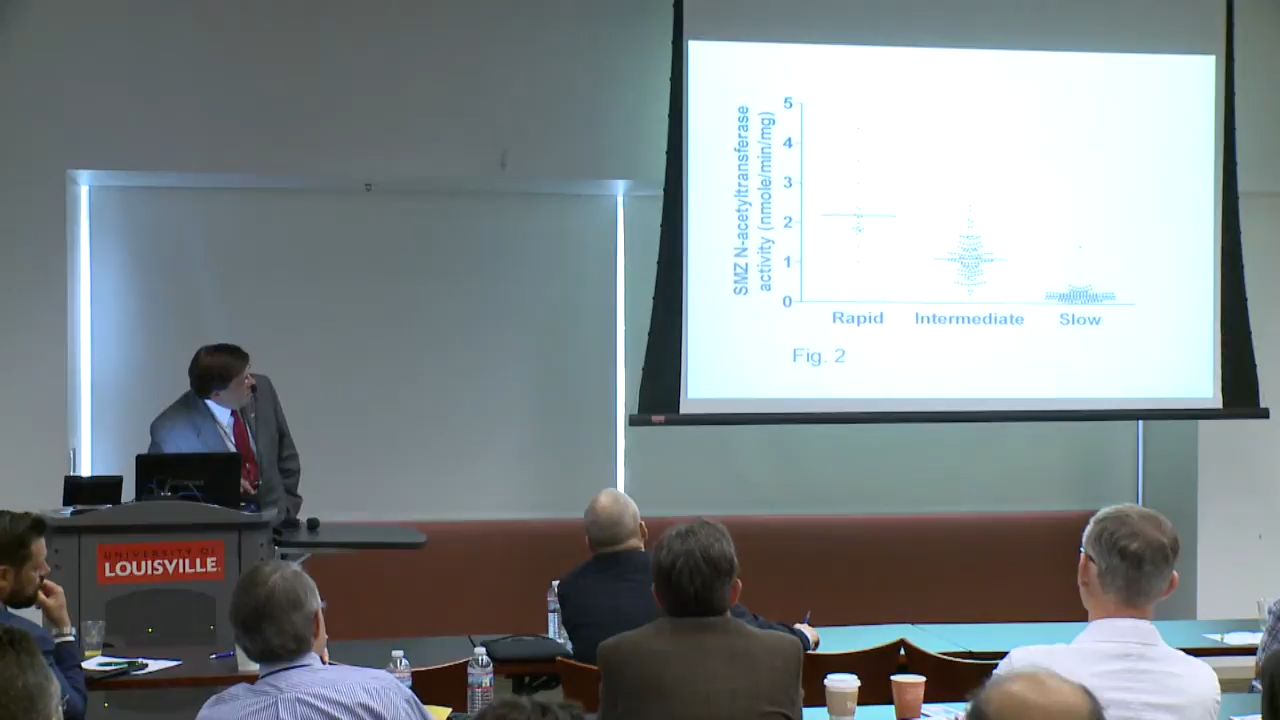 SMZ N-acetyltransferase
activity (nmole/min/mg)
5
4
3
2
1
0
Rapid Intermediate Slow
Fig. 2
UNIVERSITY OF
LOUISVILLE.